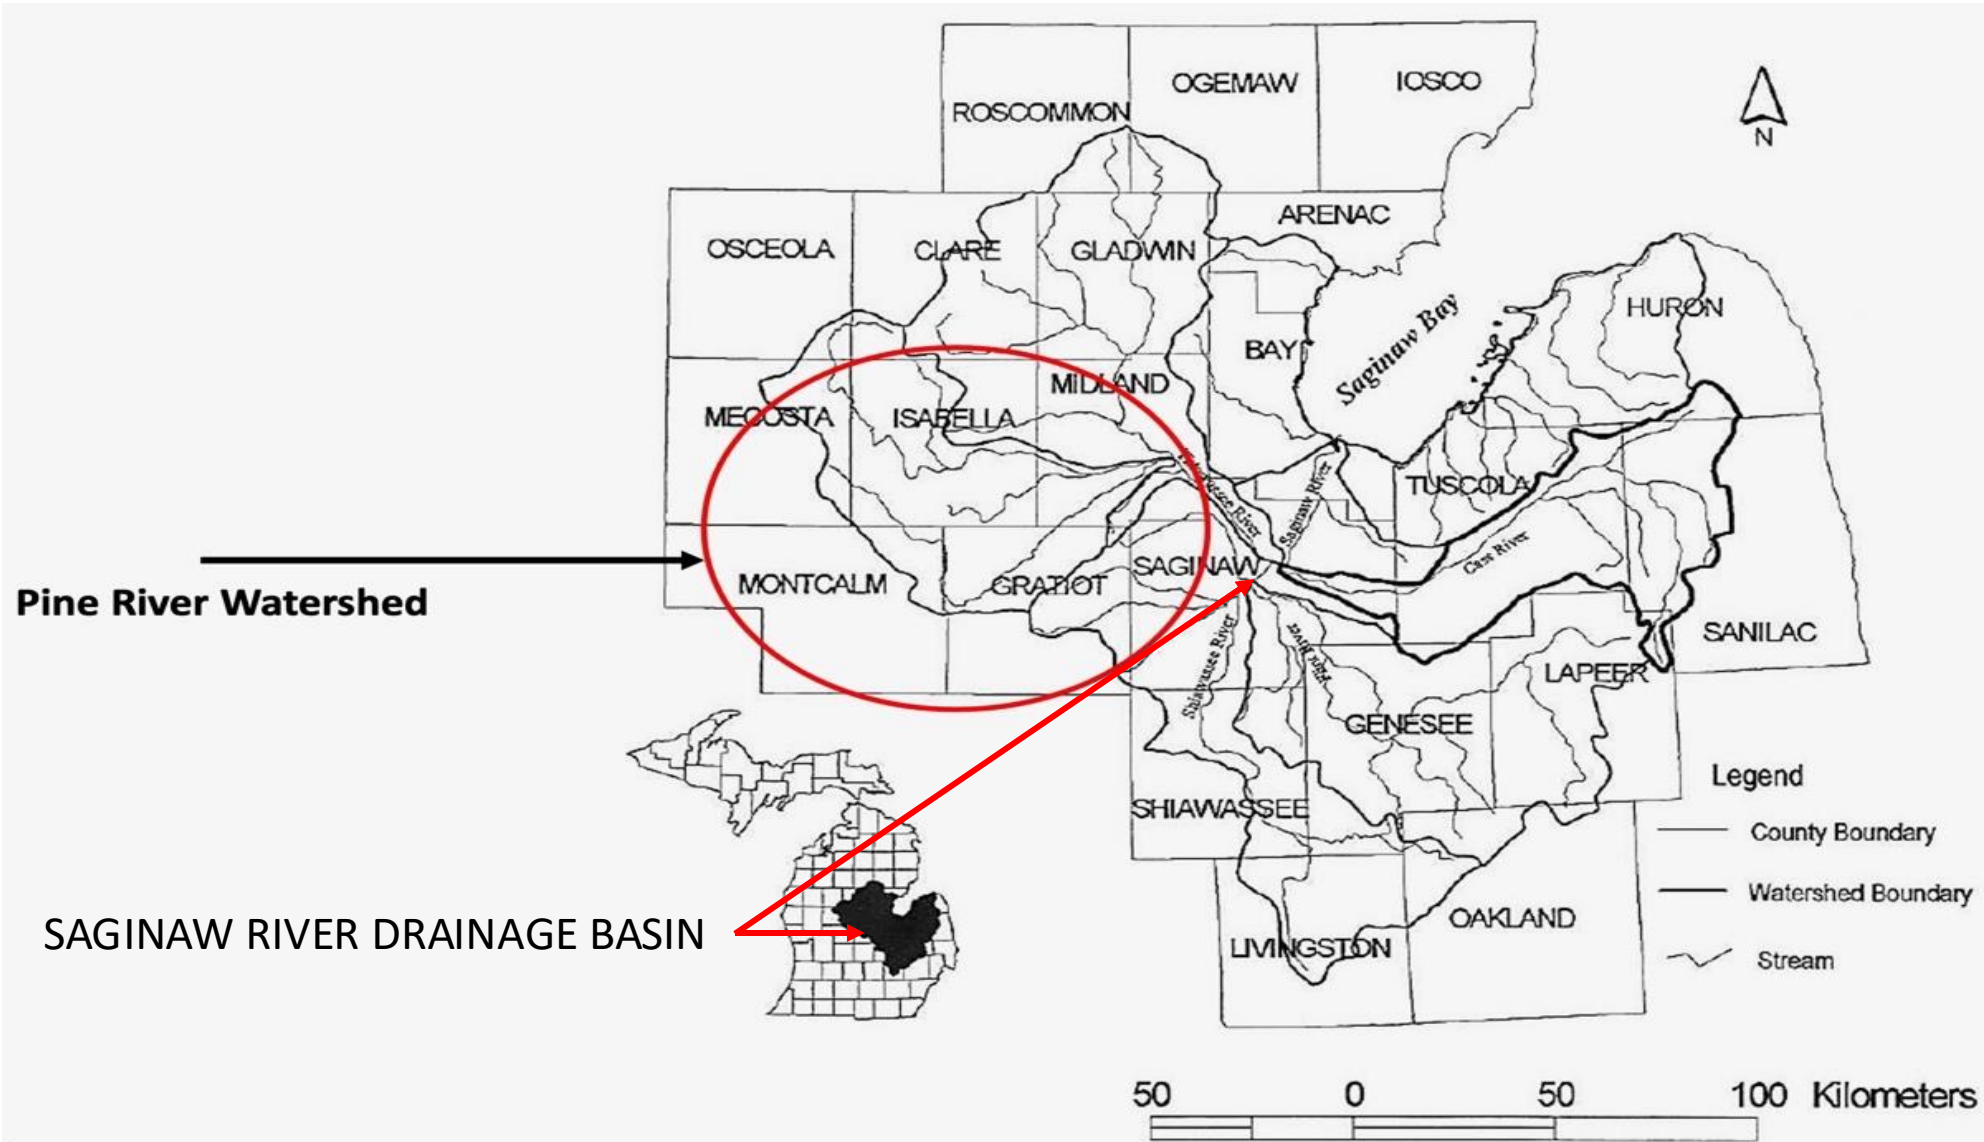 OGEMAW
IOSCO
ROSCOMMON
N
ARENAC
OSCEOLA
CLARE
GLADWIN
HURON
Saginaw Bay
BAY
MiDLAND
MECOSTA
ISABELLA
TUSCOLA
Saginaw River
River
Cass River
SAGINAW
Pine River Watershed
MONTCALM
GRATIOT
SANILAC
Shiawassee River
Flint River
LAPEER
GENESEE
SHIAWASSEE
Legend
County Boundary
Watershed Boundary
Stream
OAKLAND
LIVINGSTON
SAGINAW RIVER DRAINAGE BASIN
50 0 50 100 Kilometers